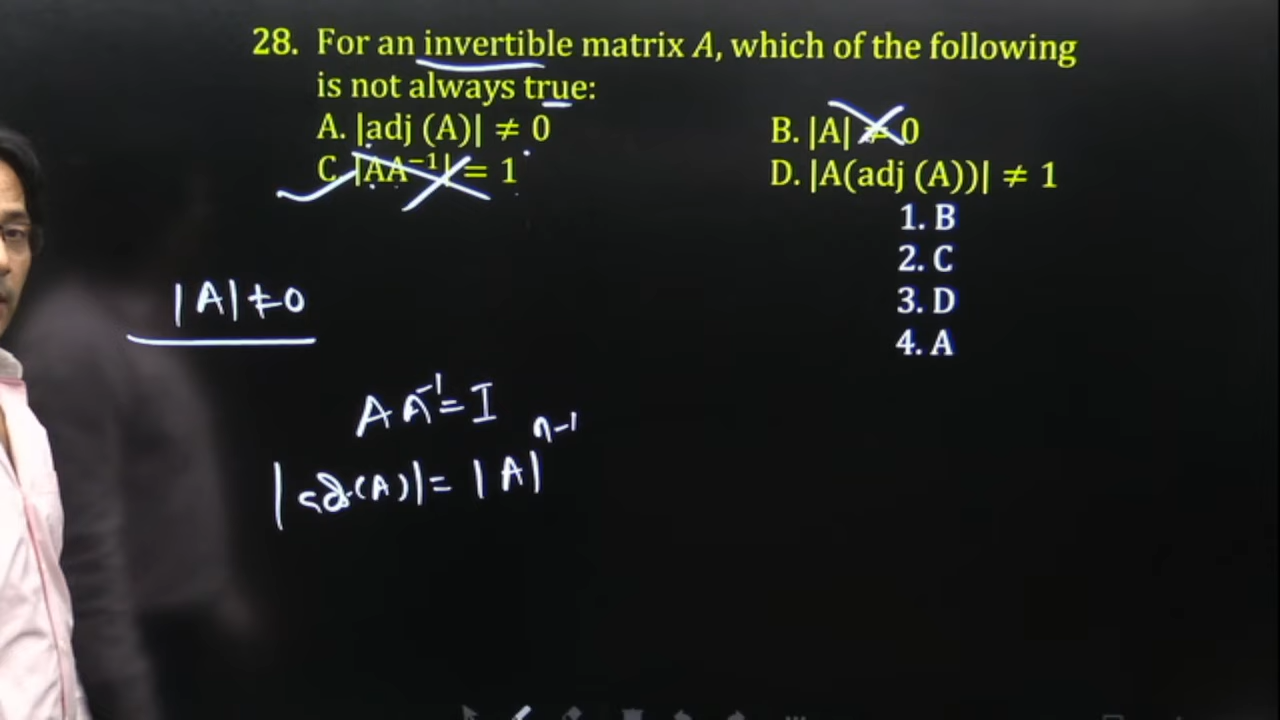 28. For an invertible matrix A, which of the following
is not always true:
A. |adj (A)| ≠ 0 B. |A| ≠ 0
C. |AA⁻¹| = 1 D. |A(adj (A))| ≠ 1
1. B
2. C
3. D
4. A
|A| ≠ 0
A A⁻¹ = I
|adj(A)| = |A|ⁿ⁻¹